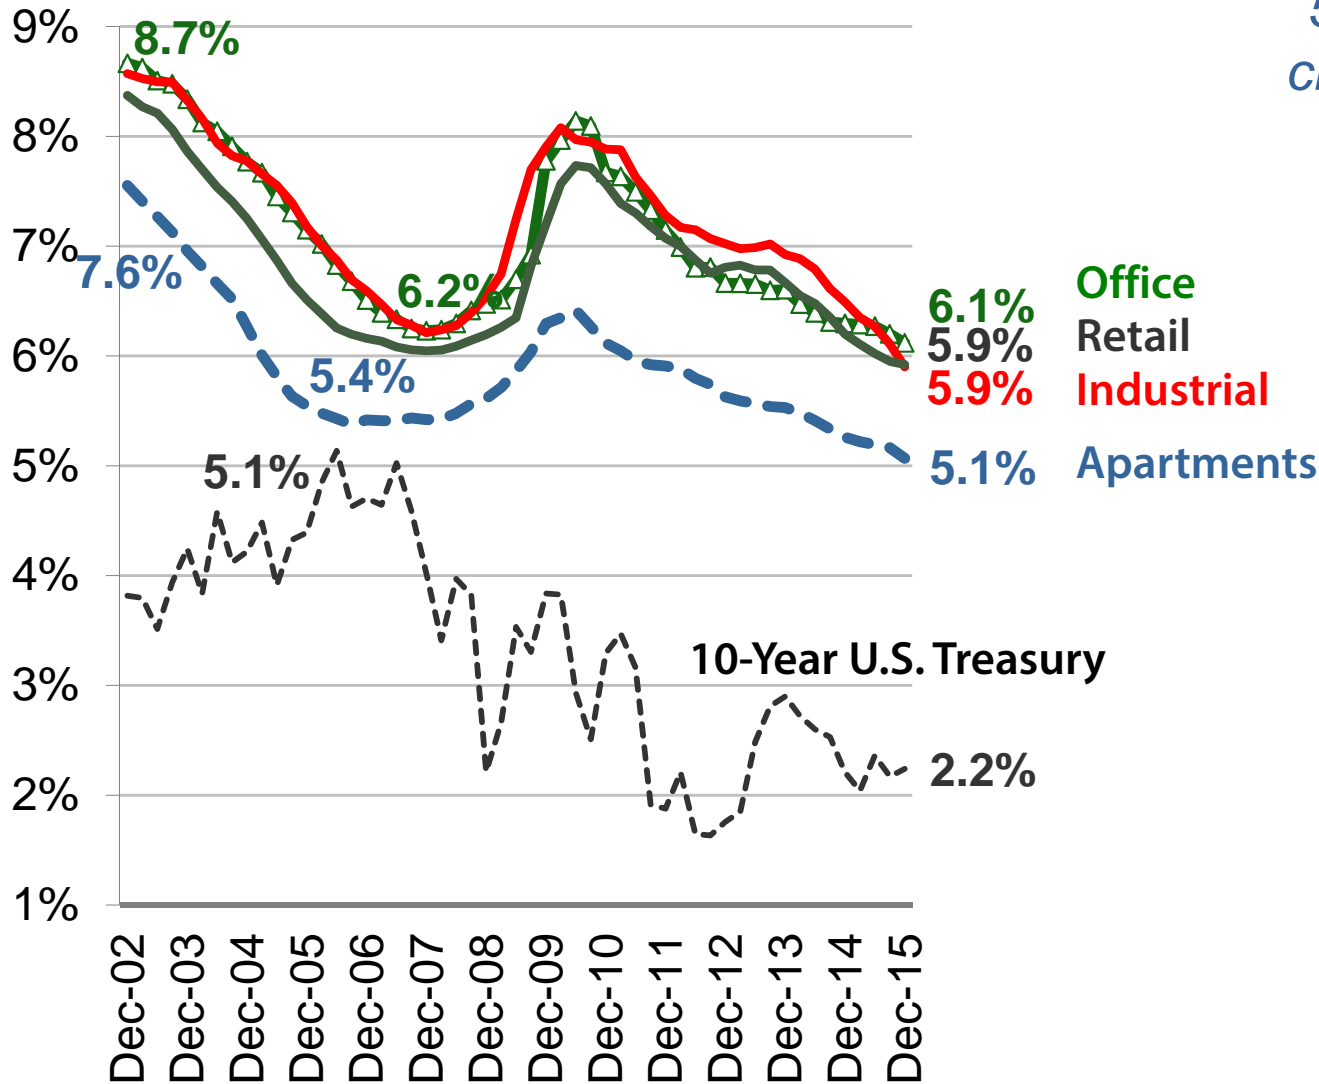 9%
8.7%
8%
7%
7.6%
6.2%
6.1%
Office
5.9%
Retail
6%
5.4%
5.9%
Industrial
5%
5.1%
5.1%
Apartments
4%
10-Year U.S. Treasury
3%
2.2%
2%
1%
Dec-02
Dec-03
Dec-04
Dec-05
Dec-06
Dec-07
Dec-08
Dec-09
Dec-10
Dec-11
Dec-12
Dec-13
Dec-14
Dec-15